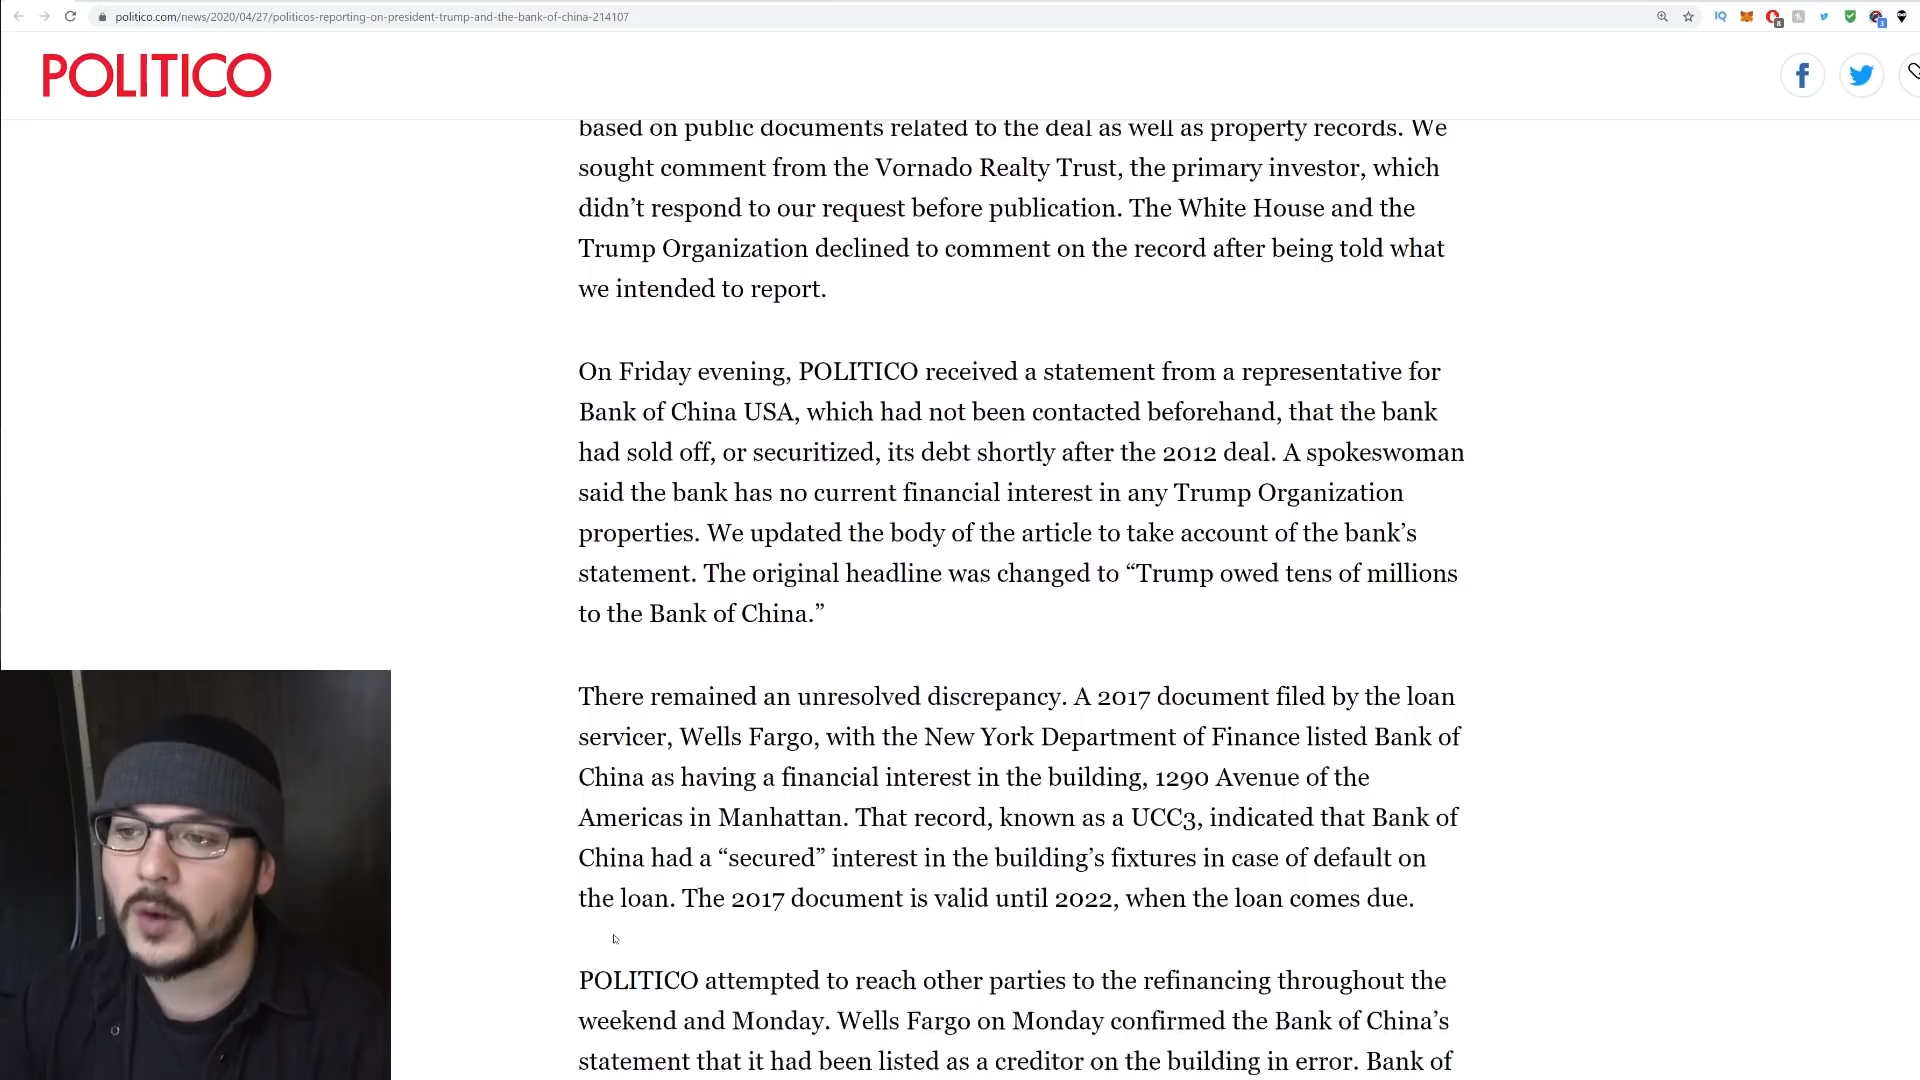 politico.com/news/2020/04/27/politicos-reporting-on-president-trump-and-the-bank-of-china-214107
IQ
8
3
POLITICO
based on public documents related to the deal as well as property records. We
sought comment from the Vornado Realty Trust, the primary investor, which
didn’t respond to our request before publication. The White House and the
Trump Organization declined to comment on the record after being told what
we intended to report.
On Friday evening, POLITICO received a statement from a representative for
Bank of China USA, which had not been contacted beforehand, that the bank
had sold off, or securitized, its debt shortly after the 2012 deal. A spokeswoman
said the bank has no current financial interest in any Trump Organization
properties. We updated the body of the article to take account of the bank’s
statement. The original headline was changed to “Trump owed tens of millions
to the Bank of China.”
There remained an unresolved discrepancy. A 2017 document filed by the loan
servicer, Wells Fargo, with the New York Department of Finance listed Bank of
China as having a financial interest in the building, 1290 Avenue of the
Americas in Manhattan. That record, known as a UCC3, indicated that Bank of
China had a “secured” interest in the building’s fixtures in case of default on
the loan. The 2017 document is valid until 2022, when the loan comes due.
POLITICO attempted to reach other parties to the refinancing throughout the
weekend and Monday. Wells Fargo on Monday confirmed the Bank of China’s
statement that it had been listed as a creditor on the building in error. Bank of